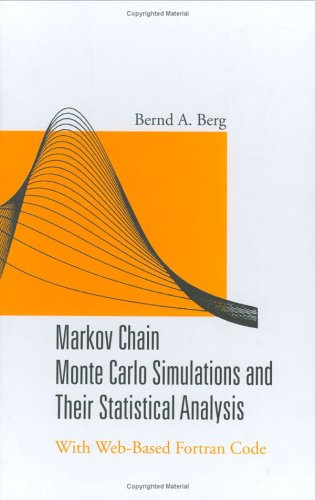 Copyrighted Material
Bernd A. Berg
Markov Chain
Monte Carlo Simulations and
Their Statistical Analysis
With Web-Based Fortran Code
Copyrighted Material